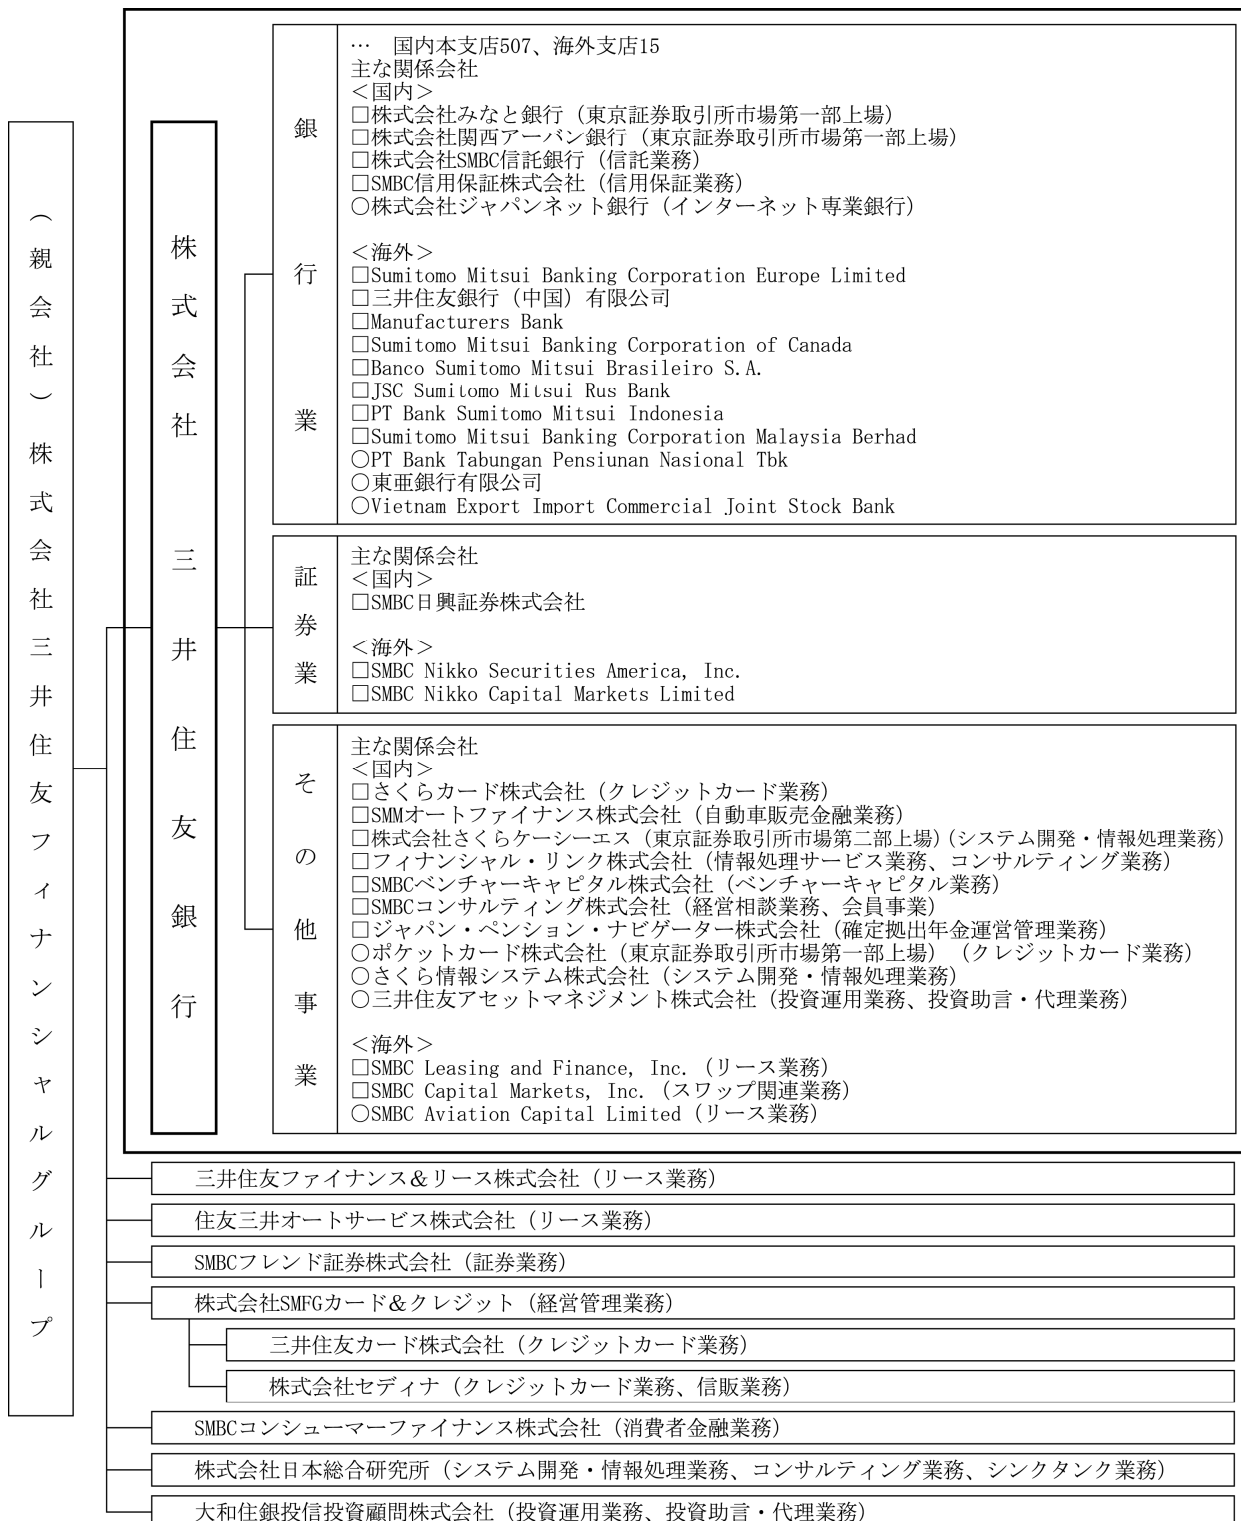 （親会社）株式会社三井住友フィナンシャルグループ
株式会社三井住友銀行
銀行業
… 国内本支店507、海外支店15
主な関係会社
＜国内＞
□株式会社みなと銀行（東京証券取引所市場第一部上場）
□株式会社関西アーバン銀行（東京証券取引所市場第一部上場）
□株式会社SMBC信託銀行（信託業務）
□SMBC信用保証株式会社（信用保証業務）
○株式会社ジャパンネット銀行（インターネット専業銀行）
＜海外＞
□Sumitomo Mitsui Banking Corporation Europe Limited
□三井住友銀行（中国）有限公司
□Manufacturers Bank
□Sumitomo Mitsui Banking Corporation of Canada
□Banco Sumitomo Mitsui Brasileiro S.A.
□JSC Sumitomo Mitsui Rus Bank
□PT Bank Sumitomo Mitsui Indonesia
□Sumitomo Mitsui Banking Corporation Malaysia Berhad
○PT Bank Tabungan Pensiunan Nasional Tbk
○東亜銀行有限公司
○Vietnam Export Import Commercial Joint Stock Bank
証券業
主な関係会社
＜国内＞
□SMBC日興証券株式会社
＜海外＞
□SMBC Nikko Securities America, Inc.
□SMBC Nikko Capital Markets Limited
その他事業
主な関係会社
＜国内＞
□さくらカード株式会社（クレジットカード業務）
□SMMオートファイナンス株式会社（自動車販売金融業務）
□株式会社さくらケーシーエス（東京証券取引所市場第二部上場）（システム開発・情報処理業務）
□フィナンシャル・リンク株式会社（情報処理サービス業務、コンサルティング業務）
□SMBCベンチャーキャピタル株式会社（ベンチャーキャピタル業務）
□SMBCコンサルティング株式会社（経営相談業務、会員事業）
□ジャパン・ペンション・ナビゲーター株式会社（確定拠出年金運営管理業務）
○ポケットカード株式会社（東京証券取引所市場第一部上場）（クレジットカード業務）
○さくら情報システム株式会社（システム開発・情報処理業務）
○三井住友アセットマネジメント株式会社（投資運用業務、投資助言・代理業務）
＜海外＞
□SMBC Leasing and Finance, Inc.（リース業務）
□SMBC Capital Markets, Inc.（スワップ関連業務）
○SMBC Aviation Capital Limited（リース業務）
三井住友ファイナンス＆リース株式会社（リース業務）
住友三井オートサービス株式会社（リース業務）
SMBCフレンド証券株式会社（証券業務）
株式会社SMFGカード＆クレジット（経営管理業務）
三井住友カード株式会社（クレジットカード業務）
株式会社セディナ（クレジットカード業務、信販業務）
SMBCコンシューマーファイナンス株式会社（消費者金融業務）
株式会社日本総合研究所（システム開発・情報処理業務、コンサルティング業務、シンクタンク業務）
大和住銀投信投資顧問株式会社（投資運用業務、投資助言・代理業務）